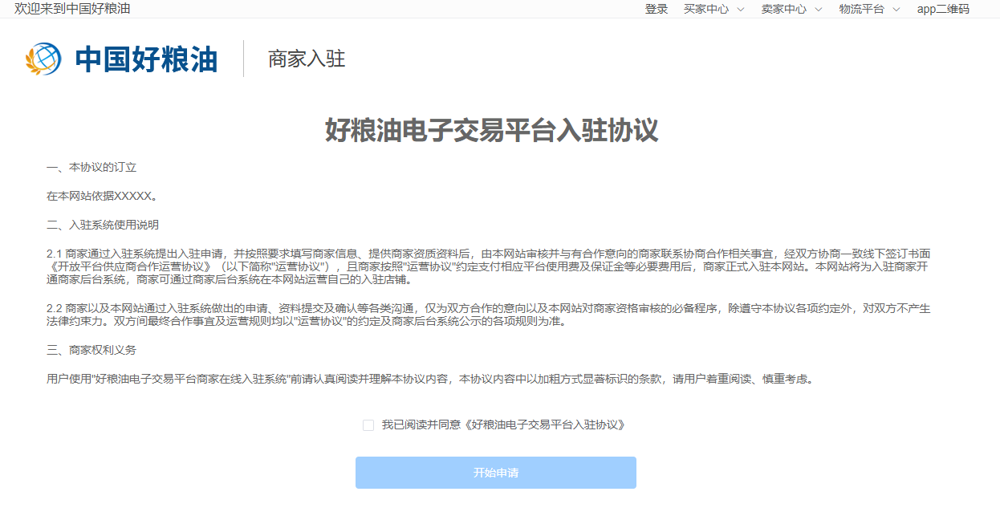 欢迎来到中国好粮油
登录 买家中心 卖家中心 物流平台 app二维码
中国好粮油 商家入驻
好粮油电子交易平台入驻协议
一、本协议的订立
在本网站依据XXXXX。
二、入驻系统使用说明
2.1 商家通过入驻系统提出入驻申请，并按照要求填写商家信息、提供商家资质资料后，由本网站审核并与有合作意向的商家联系协商合作相关事宜，经双方协商一致线下签订书面
《开放平台供应商合作运营协议》（以下简称"运营协议"），且商家按照"运营协议"约定支付相应平台使用费及保证金等必要费用后，商家正式入驻本网站。本网站将为入驻商家开
通商家后台系统，商家可通过商家后台系统在本网站运营自己的入驻店铺。
2.2 商家以及本网站通过入驻系统做出的申请、资料提交及确认等各类沟通，仅为双方合作的意向以及本网站对商家资格审核的必备程序，除遵守本协议各项约定外，对双方不产生
法律约束力。双方间最终合作事宜及运营规则均以"运营协议"的约定及商家后台系统公示的各项规则为准。
三、商家权利义务
用户使用"好粮油电子交易平台商家在线入驻系统"前请认真阅读并理解本协议内容，本协议内容中以加粗方式显著标识的条款，请用户着重阅读、慎重考虑。
我已阅读并同意《好粮油电子交易平台入驻协议》
开始申请